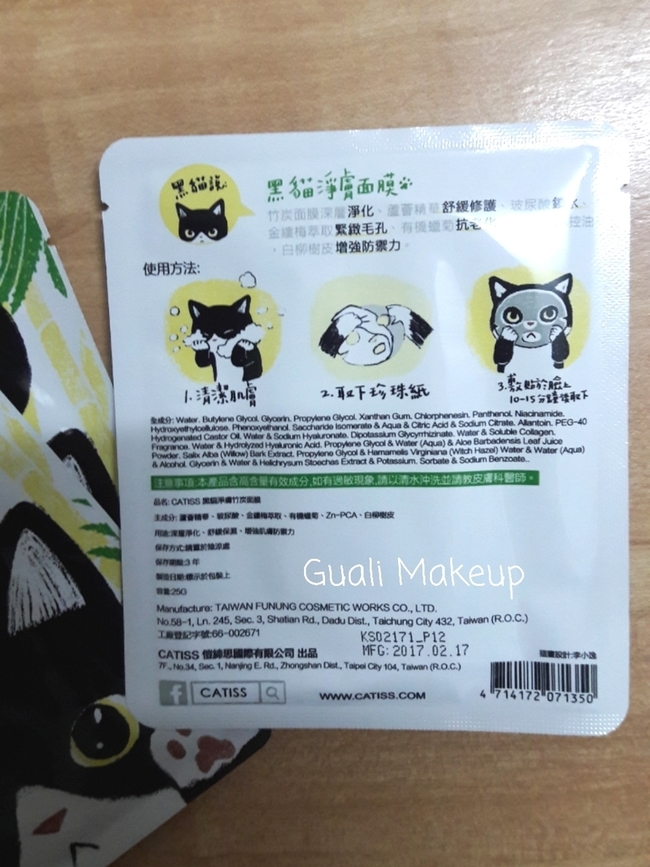 黑貓說
黑貓淨膚面膜
竹炭面膜深層淨化、蘆薈精華舒緩修護、玻尿酸
金縷梅萃取緊緻毛孔、有機蠟菊抗 控油
，白柳樹皮增強防禦力。
使用方法:
1.清潔肌膚
2.取下珍珠紙
3.敷貼於臉上
10-15分鐘後取下
全成分: Water, Butylene Glycol, Glycerin, Propylene Glycol, Xanthan Gum, Chlorphenesin, Panthenol, Niacinamide,
Hydroxyethylcellulose, Phenoxyethanol, Saccharide Isomerate & Aqua & Citric Acid & Sodium Citrate, Allantoin, PEG-40
Hydrogenated Castor Oil, Water & Sodium Hyaluronate, Dipotassium Glycyrrhizinate, Water & Soluble Collagen,
Fragrance, Water & Hydrolyzed Hyaluronic Acid, Propylene Glycol & Water (Aqua) & Aloe Barbadensis Leaf Juice
Powder, Salix Alba (Willow) Bark Extract, Propylene Glycol & Hamamelis Virginiana (Witch Hazel) Water & Water (Aqua)
& Alcohol, Glycerin & Water & Helichrysum Stoechas Extract & Potassium, Sorbate & Sodium Benzoate..
注意事項:本產品含高含量有效成分,如有過敏現象,請以清水沖洗並請教皮膚科醫師。
品名: CATISS 黑貓淨膚竹炭面膜
主成分: 蘆薈精華、玻尿酸、金縷梅萃取、有機蠟菊、Zn-PCA、白柳樹皮
用途:深層淨化、舒緩保濕、增強肌膚防禦力
保存方式:請置於陰涼處
保存期限:3 年
製造日期:標示於包裝上
容量:25G
Guali Makeup
Manufacture: TAIWAN FUNUNG COSMETIC WORKS CO., LTD.
No.58-1, Ln. 245, Sec. 3, Shatian Rd., Dadu Dist., Taichung City 432, Taiwan (R.O.C.)
工廠登記字號:66-002671
KS02171_P12
MFG: 2017.02.17
CATISS 愷締思國際有限公司 出品
插畫設計:李小逸
7F., No.34, Sec. 1, Nanjing E. Rd., Zhongshan Dist., Taipei City 104, Taiwan (R.O.C.)
f CATISS
WWW.CATISS.COM
4 714172 071350